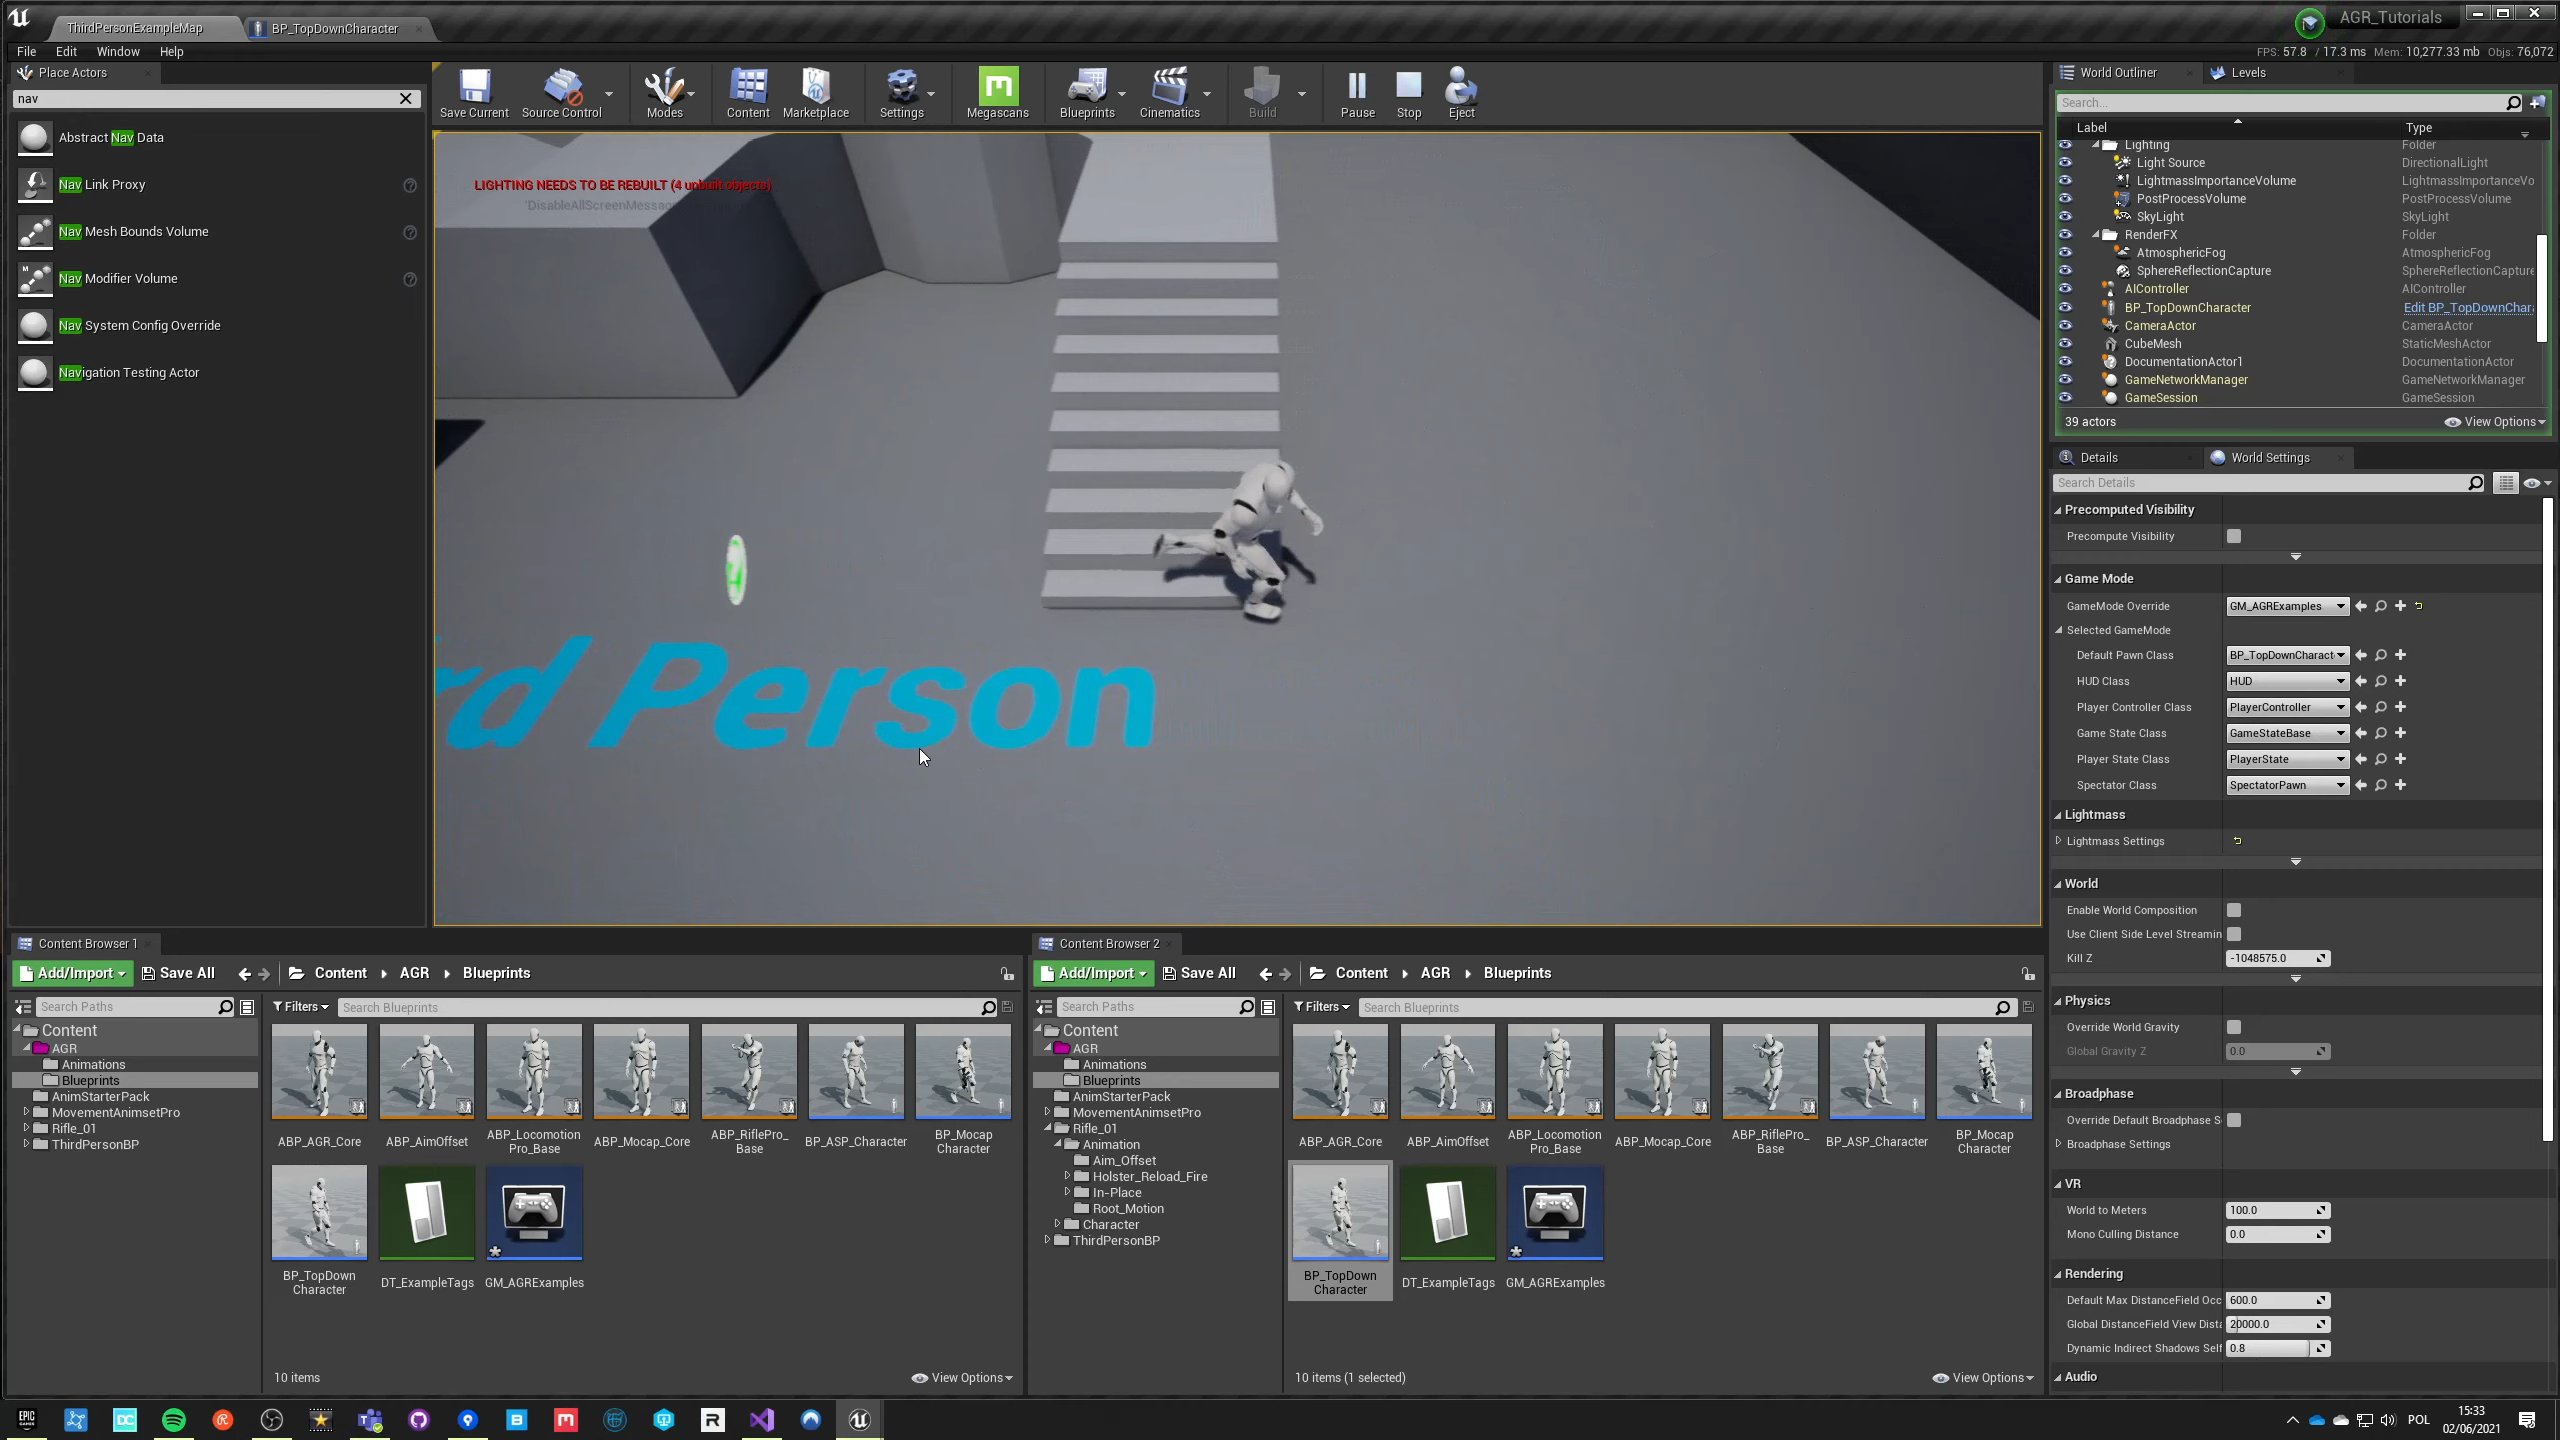 ThirdPersonExampleMap
BP_TopDownCharacter
AGR_Tutorials
File Edit Window Help
FPS: 57.8 / 17.3 ms Mem: 10,277.33 mb Objs: 76,072
Place Actors
nav
Abstract Nav Data
Nav Link Proxy
Nav Mesh Bounds Volume
Nav Modifier Volume
Nav System Config Override
Navigation Testing Actor
Save Current
Source Control
Modes
Content
Marketplace
Settings
Megascans
Blueprints
Cinematics
Build
Pause
Stop
Eject
LIGHTING NEEDS TO BE REBUILT (4 unbuilt objects)
'DisableAllScreenMessa
rd Person
World Outliner
Levels
Search...
Label Type
Lighting Folder
Light Source DirectionalLight
LightmassImportanceVolume LightmassImportanceVo
PostProcessVolume PostProcessVolume
SkyLight SkyLight
RenderFX Folder
AtmosphericFog AtmosphericFog
SphereReflectionCapture SphereReflectionCapture
AIController AIController
BP_TopDownCharacter Edit BP_TopDownChar
CameraActor CameraActor
CubeMesh StaticMeshActor
DocumentationActor1 DocumentationActor
GameNetworkManager GameNetworkManager
GameSession GameSession
39 actors
View Options
Details
World Settings
Search Details
Precomputed Visibility
Precompute Visibility
Game Mode
GameMode Override GM_AGRExamples
Selected GameMode
Default Pawn Class BP_TopDownCharact
HUD Class HUD
Player Controller Class PlayerController
Game State Class GameStateBase
Player State Class PlayerState
Spectator Class SpectatorPawn
Lightmass
Lightmass Settings
World
Enable World Composition
Use Client Side Level Streamin
Kill Z -1048575.0
Physics
Override World Gravity
Global Gravity Z 0.0
Broadphase
Override Default Broadphase S
Broadphase Settings
VR
World to Meters 100.0
Mono Culling Distance 0.0
Rendering
Default Max DistanceField Occ 600.0
Global DistanceField View Dista 20000.0
Dynamic Indirect Shadows Self 0.8
Audio
Content Browser 1
Add/Import Save All Content AGR Blueprints
Search Paths
Filters Search Blueprints
Content
AGR
Animations
Blueprints
AnimStarterPack
MovementAnimsetPro
Rifle_01
ThirdPersonBP
ABP_AGR_Core
ABP_AimOffset
ABP_Locomotion
Pro_Base
ABP_Mocap_Core
ABP_RiflePro_
Base
BP_ASP_Character
BP_Mocap
Character
BP_TopDown
Character
DT_ExampleTags
GM_AGRExamples
10 items
View Options
Content Browser 2
Add/Import Save All Content AGR Blueprints
Search Paths
Filters Search Blueprints
Content
AGR
Animations
Blueprints
AnimStarterPack
MovementAnimsetPro
Rifle_01
Animation
Aim_Offset
Holster_Reload_Fire
In-Place
Root_Motion
Character
ThirdPersonBP
ABP_AGR_Core
ABP_AimOffset
ABP_Locomotion
Pro_Base
ABP_Mocap_Core
ABP_RiflePro_
Base
BP_ASP_Character
BP_Mocap
Character
BP_TopDown
Character
DT_ExampleTags
GM_AGRExamples
10 items (1 selected)
View Options
EPIC
GAMES
DC
POL
15:33
02/06/2021